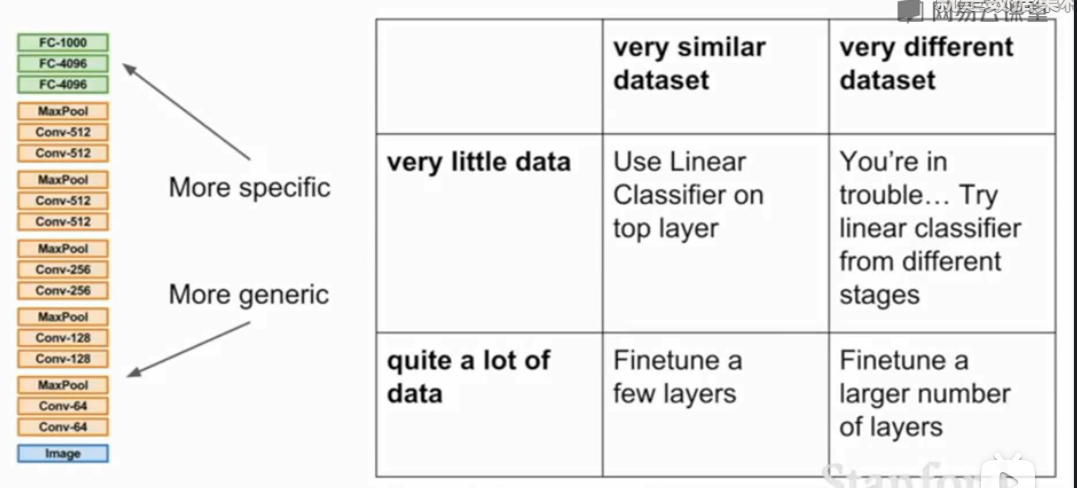 网易云课堂
FC-1000
FC-4096
FC-4096
MaxPool
Conv-512
Conv-512
MaxPool
Conv-512
Conv-512
MaxPool
Conv-256
Conv-256
MaxPool
Conv-128
Conv-128
MaxPool
Conv-64
Conv-64
Image
More specific
More generic
very similar
dataset
very different
dataset
very little data
Use Linear
Classifier on
top layer
You're in
trouble… Try
linear classifier
from different
stages
quite a lot of
data
Finetune a
few layers
Finetune a
larger number
of layers
Stanfor